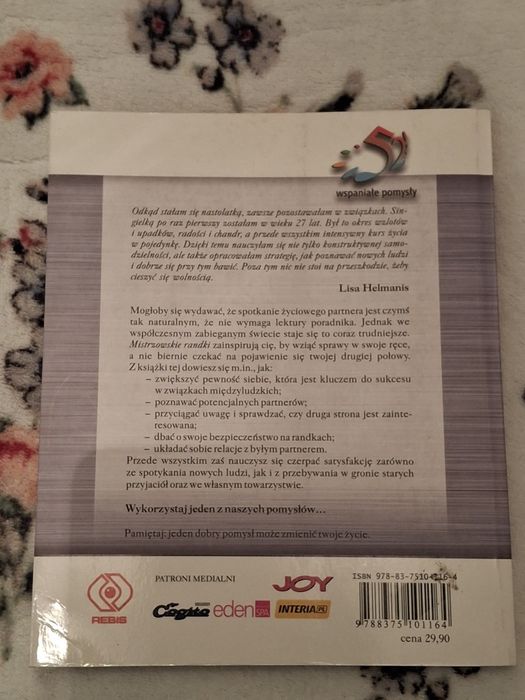 52
wspaniałe pomysły
Odkąd stałam się nastolatką, zawsze pozostawałam w związkach. Sin-
gielką po raz pierwszy zostałam w wieku 27 lat. Był to okres wzlotów
i upadków, radości i chandr, a przede wszystkim intensywny kurs życia
w pojedynkę. Dzięki temu nauczyłam się nie tylko konstruktywnej samo-
dzielności, ale także opracowałam strategię, jak poznawać nowych ludzi
i dobrze się przy tym bawić. Poza tym nic nie stoi na przeszkodzie, żeby
cieszyć się wolnością.
Lisa Helmanis
Mogłoby się wydawać, że spotkanie życiowego partnera jest czymś
tak naturalnym, że nie wymaga lektury poradnika. Jednak we
współczesnym zabieganym świecie staje się to coraz trudniejsze.
Mistrzowskie randki zainspirują cię, by wziąć sprawy w swoje ręce,
a nie biernie czekać na pojawienie się twojej drugiej połowy.
Z książki tej dowiesz się m.in., jak:
– zwiększyć pewność siebie, która jest kluczem do sukcesu
w związkach międzyludzkich;
– poznawać potencjalnych partnerów;
– przyciągać uwagę i sprawdzać, czy druga strona jest zainte-
resowana;
– dbać o swoje bezpieczeństwo na randkach;
– układać sobie relacje z byłym partnerem.
Przede wszystkim zaś nauczysz się czerpać satysfakcję zarówno
ze spotykania nowych ludzi, jak i z przebywania w gronie starych
przyjaciół oraz we własnym towarzystwie.
Wykorzystaj jeden z naszych pomysłów...
Pamiętaj: jeden dobry pomysł może zmienić twoje życie.
REBIS
PATRONI MEDIALNI
JOY
Cogito
eden SPA
INTERIA.PL
ISBN 978-83-7510-116-4
9 788375 101164
cena 29,90